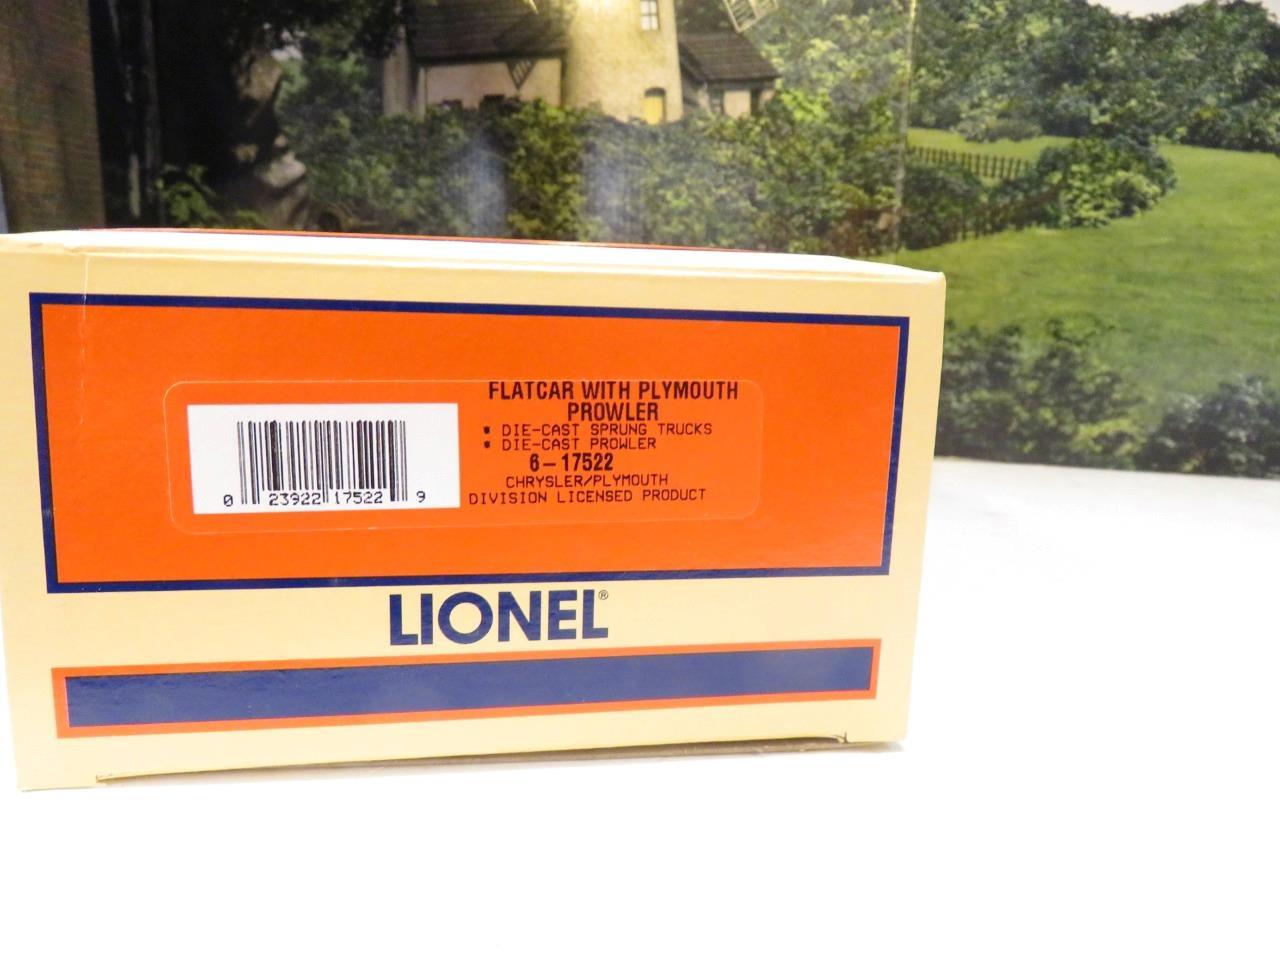 FLATCAR WITH PLYMOUTH
PROWLER
* DIE-CAST SPRUNG TRUCKS
* DIE-CAST PROWLER
6-17522
CHRYSLER/PLYMOUTH
DIVISION LICENSED PRODUCT
0 23922 17522 9
LIONEL®